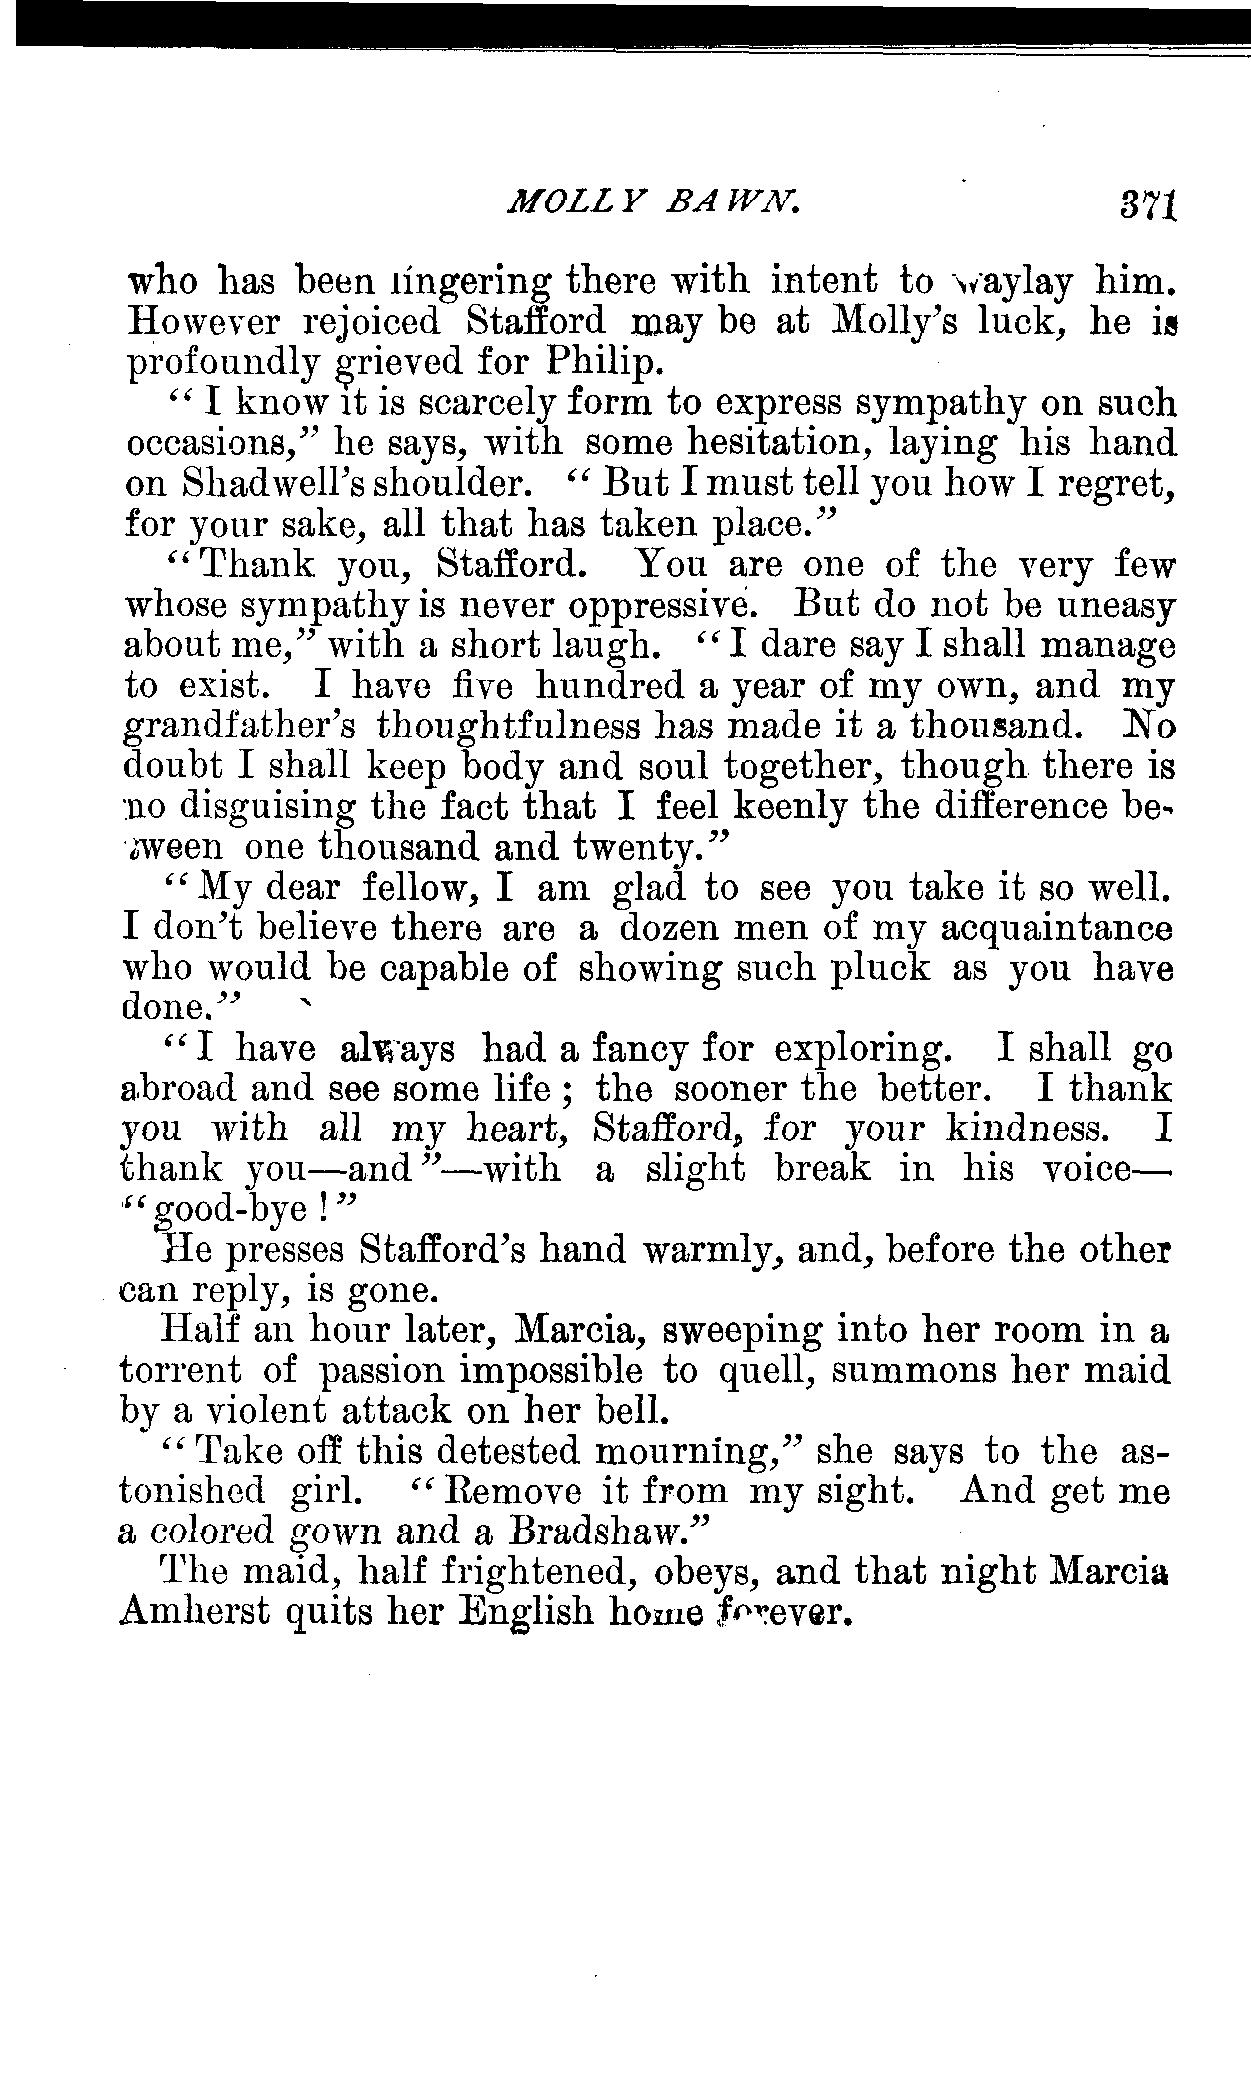 MOLLY BAWN. 371
who has been lingering there with intent to waylay him.
However rejoiced Stafford may be at Molly's luck, he is
profoundly grieved for Philip.
"I know it is scarcely form to express sympathy on such
occasions," he says, with some hesitation, laying his hand
on Shadwell's shoulder. "But I must tell you how I regret,
for your sake, all that has taken place."
"Thank you, Stafford. You are one of the very few
whose sympathy is never oppressive. But do not be uneasy
about me," with a short laugh. "I dare say I shall manage
to exist. I have five hundred a year of my own, and my
grandfather's thoughtfulness has made it a thousand. No
doubt I shall keep body and soul together, though there is
no disguising the fact that I feel keenly the difference be-
tween one thousand and twenty."
"My dear fellow, I am glad to see you take it so well.
I don't believe there are a dozen men of my acquaintance
who would be capable of showing such pluck as you have
done."
"I have always had a fancy for exploring. I shall go
abroad and see some life; the sooner the better. I thank
you with all my heart, Stafford, for your kindness. I
thank you—and"—with a slight break in his voice—
"good-bye!"
He presses Stafford's hand warmly, and, before the other
can reply, is gone.
Half an hour later, Marcia, sweeping into her room in a
torrent of passion impossible to quell, summons her maid
by a violent attack on her bell.
"Take off this detested mourning," she says to the as-
tonished girl. "Remove it from my sight. And get me
a colored gown and a Bradshaw."
The maid, half frightened, obeys, and that night Marcia
Amherst quits her English home forever.